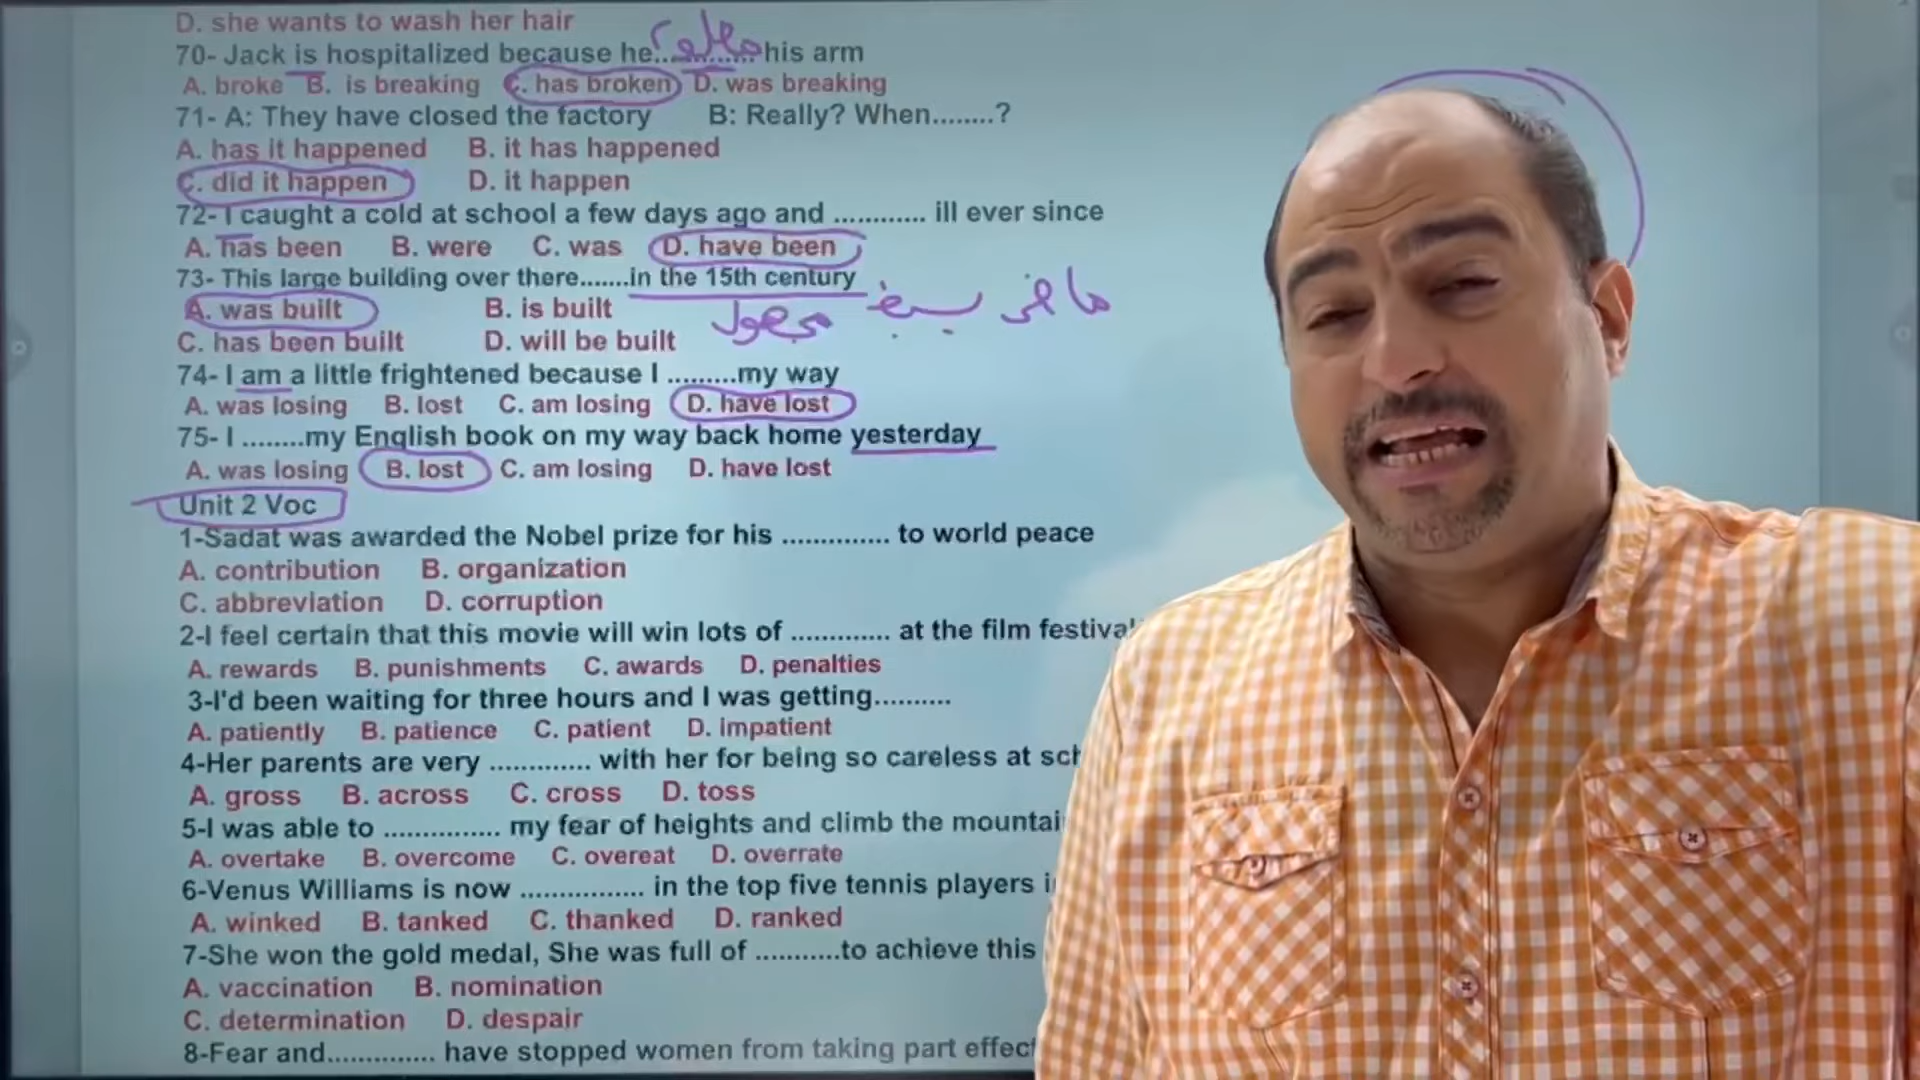 D. she wants to wash her hair
70- Jack is hospitalized because he............his arm
A. broke B. is breaking C. has broken D. was breaking
71- A: They have closed the factory B: Really? When........?
A. has it happened B. it has happened
C. did it happen D. it happen
72- I caught a cold at school a few days ago and ............ ill ever since
A. has been B. were C. was D. have been
73- This large building over there.......in the 15th century
A. was built B. is built
ماضى بسيط مجهول
C. has been built D. will be built
74- I am a little frightened because I .........my way
A. was losing B. lost C. am losing D. have lost
75- I ........my English book on my way back home yesterday
A. was losing B. lost C. am losing D. have lost
Unit 2 Voc
1-Sadat was awarded the Nobel prize for his .............. to world peace
A. contribution B. organization
C. abbreviation D. corruption
2-I feel certain that this movie will win lots of ............. at the film festival
A. rewards B. punishments C. awards D. penalties
3-I'd been waiting for three hours and I was getting..........
A. patiently B. patience C. patient D. impatient
4-Her parents are very ............. with her for being so careless at sch
A. gross B. across C. cross D. toss
5-I was able to ............... my fear of heights and climb the mountai
A. overtake B. overcome C. overeat D. overrate
6-Venus Williams is now ................ in the top five tennis players i
A. winked B. tanked C. thanked D. ranked
7-She won the gold medal, She was full of ...........to achieve this
A. vaccination B. nomination
C. determination D. despair
8-Fear and.............. have stopped women from taking part effect